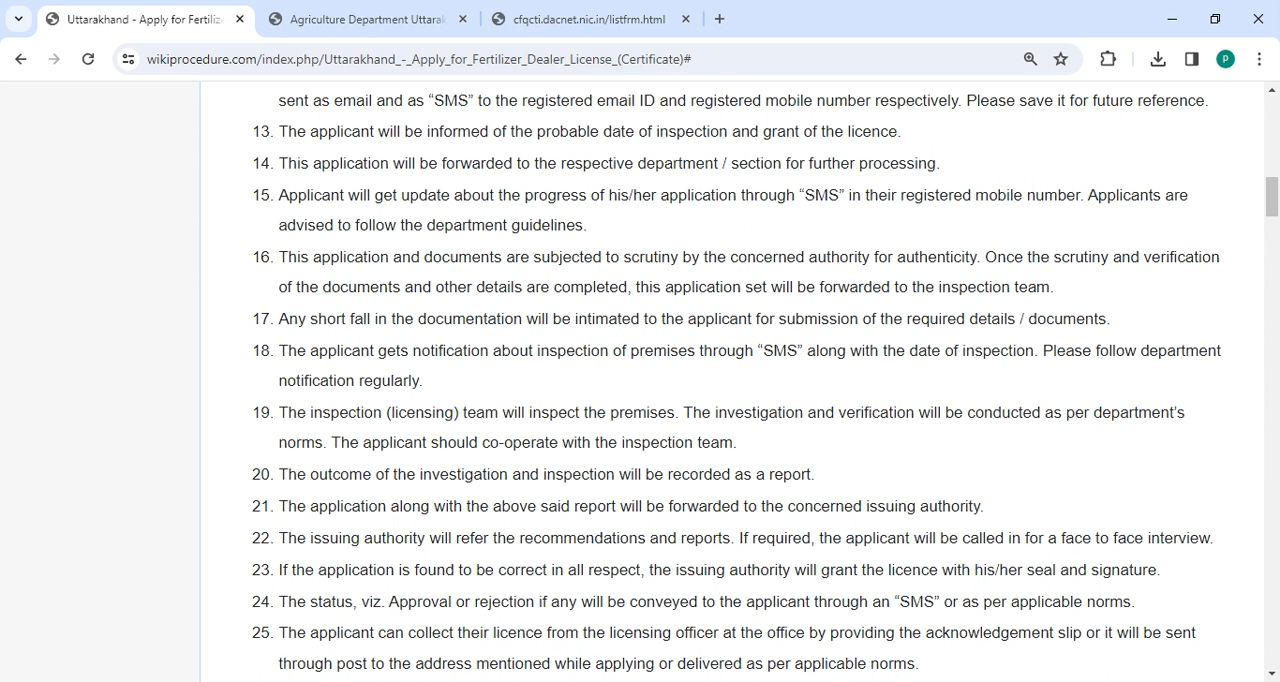 Uttarakhand - Apply for Fertiliz
Agriculture Department Uttarak
cfqcti.dacnet.nic.in/listfrm.html
wikiprocedure.com/index.php/Uttarakhand_-_Apply_for_Fertilizer_Dealer_License_(Certificate)#
P
sent as email and as “SMS” to the registered email ID and registered mobile number respectively. Please save it for future reference.
13. The applicant will be informed of the probable date of inspection and grant of the licence.
14. This application will be forwarded to the respective department / section for further processing.
15. Applicant will get update about the progress of his/her application through “SMS” in their registered mobile number. Applicants are
advised to follow the department guidelines.
16. This application and documents are subjected to scrutiny by the concerned authority for authenticity. Once the scrutiny and verification
of the documents and other details are completed, this application set will be forwarded to the inspection team.
17. Any short fall in the documentation will be intimated to the applicant for submission of the required details / documents.
18. The applicant gets notification about inspection of premises through “SMS” along with the date of inspection. Please follow department
notification regularly.
19. The inspection (licensing) team will inspect the premises. The investigation and verification will be conducted as per department’s
norms. The applicant should co-operate with the inspection team.
20. The outcome of the investigation and inspection will be recorded as a report.
21. The application along with the above said report will be forwarded to the concerned issuing authority.
22. The issuing authority will refer the recommendations and reports. If required, the applicant will be called in for a face to face interview.
23. If the application is found to be correct in all respect, the issuing authority will grant the licence with his/her seal and signature.
24. The status, viz. Approval or rejection if any will be conveyed to the applicant through an “SMS” or as per applicable norms.
25. The applicant can collect their licence from the licensing officer at the office by providing the acknowledgement slip or it will be sent
through post to the address mentioned while applying or delivered as per applicable norms.